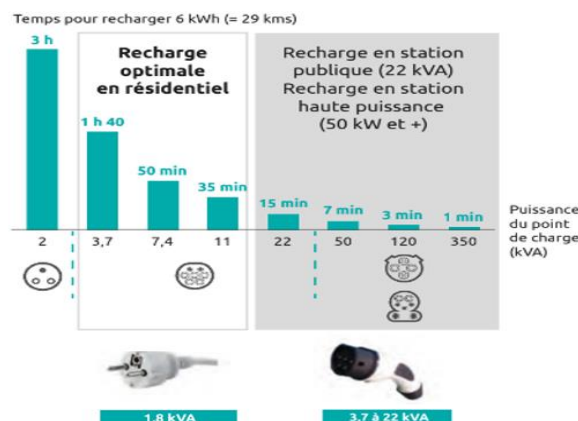 Temps pour recharger 6 kWh (= 29 kms)
3 h
Recharge
optimale
en résidentiel
Recharge en station
publique (22 kVA)
Recharge en station
haute puissance
(50 kW et +)
1 h 40
50 min
35 min
15 min
7 min
3 min
1 min
2
3,7
7,4
11
22
50
120
350
Puissance
du point
de charge
(kVA)
1.8 kVA
3.7 à 22 kVA